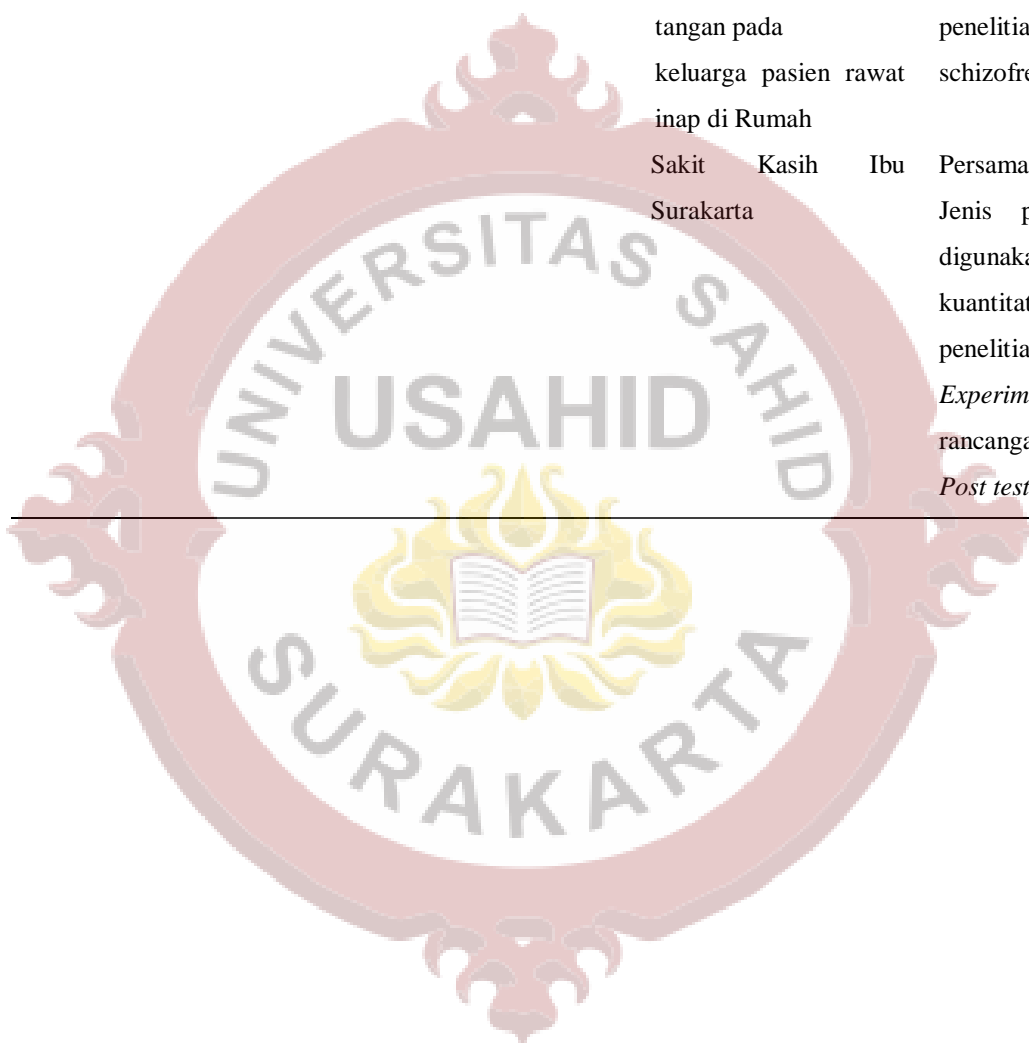 tangan pada
keluarga pasien rawat
inap di Rumah
Sakit Kasih Ibu
Surakarta
Persama
Jenis p
digunaka
kuantitat
penelitia
Experim
rancanga
Post test
penelitia
schizofre
UNIVERSITAS SAHID
USAHID
SURAKARTA